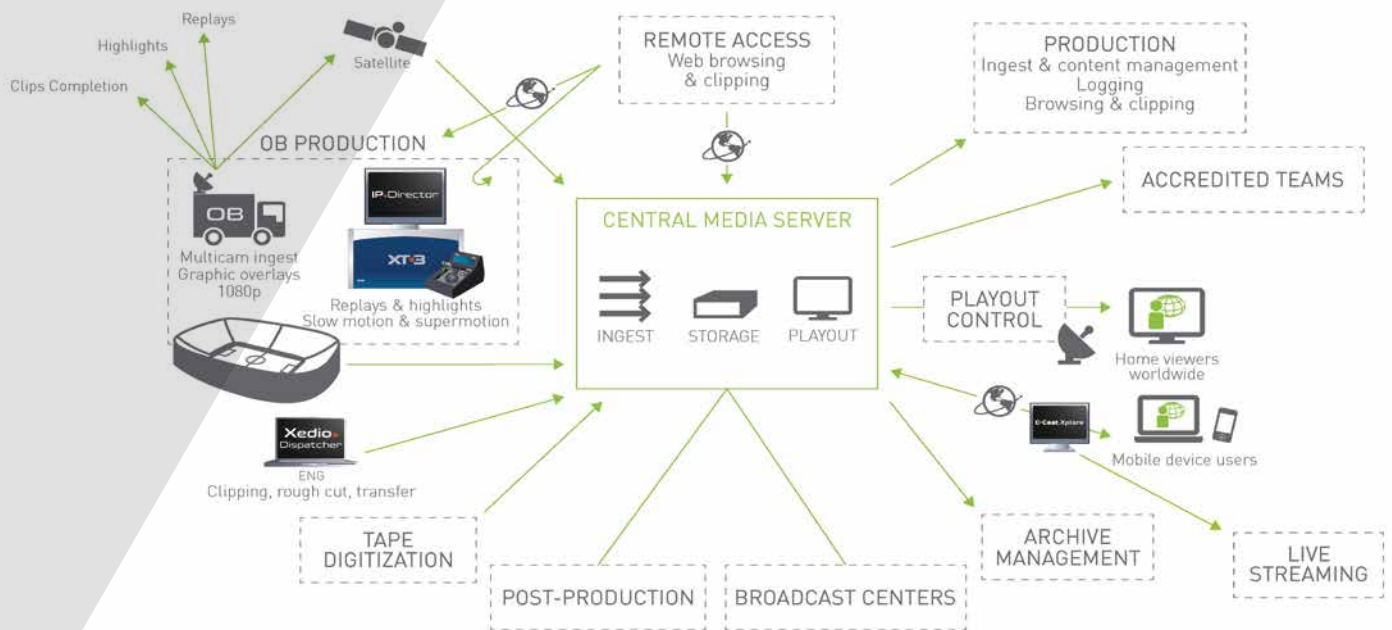 Replays
Highlights
Clips Completion
Satellite
REMOTE ACCESS
Web browsing
& clipping
PRODUCTION
Ingest & content management
Logging
Browsing & clipping
OB PRODUCTION
OB
Multicam ingest
Graphic overlays
1080p
IP.Director
XT3
Replays & highlights
Slow motion & supermotion
ACCREDITED TEAMS
CENTRAL MEDIA SERVER
INGEST
STORAGE
PLAYOUT
PLAYOUT
CONTROL
Home viewers
worldwide
C-Cast.Xplore
Mobile device users
Xedio
Dispatcher
ENG
Clipping, rough cut, transfer
TAPE
DIGITIZATION
POST-PRODUCTION
BROADCAST CENTERS
ARCHIVE
MANAGEMENT
LIVE
STREAMING